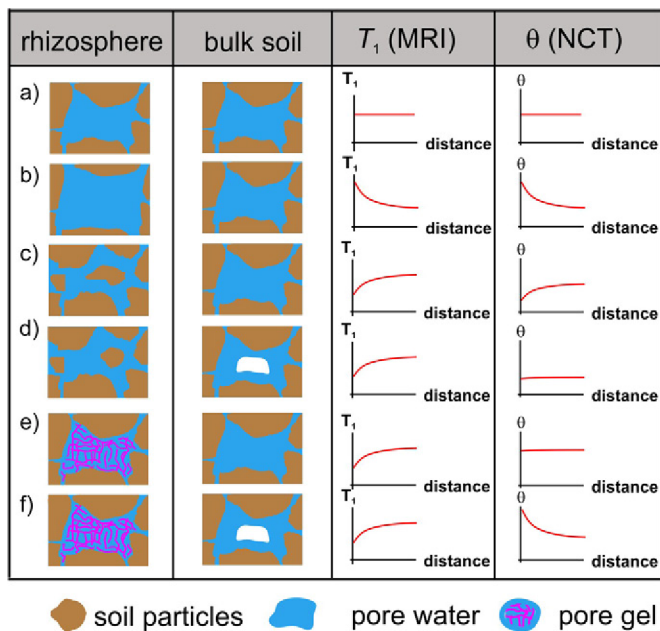 rhizosphere bulk soil T₁ (MRI) θ (NCT)
a) T₁ distance θ distance
b) T₁ distance θ distance
c) T₁ distance θ distance
d) T₁ distance θ distance
e) T₁ distance θ distance
f) T₁ distance θ distance
soil particles pore water pore gel